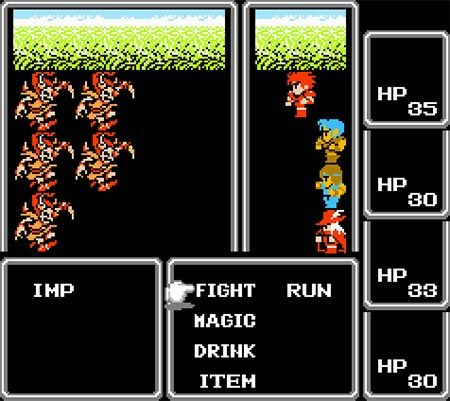 HP
35
HP
30
HP
33
HP
30
IMP
FIGHT RUN
MAGIC
DRINK
ITEM